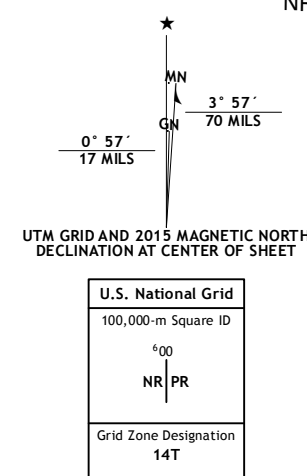 NF
★
MN
3° 57´
70 MILS
GN
0° 57´
17 MILS
UTM GRID AND 2015 MAGNETIC NORTH
DECLINATION AT CENTER OF SHEET
U.S. National Grid
100,000-m Square ID
⁶00
NR PR
Grid Zone Designation
14T